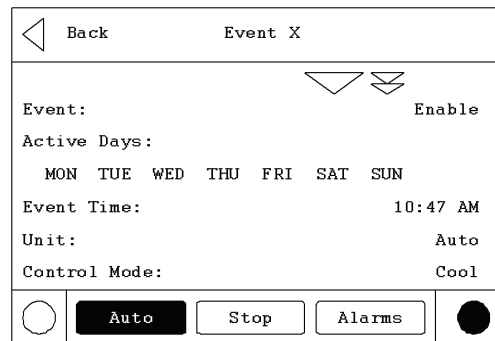 Back Event X
Event: Enable
Active Days:
MON TUE WED THU FRI SAT SUN
Event Time: 10:47 AM
Unit: Auto
Control Mode: Cool
Auto Stop Alarms